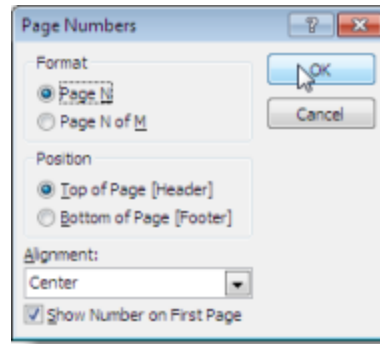 Page Numbers
Format
OK
Page N
Page N of M
Cancel
Position
Top of Page [Header]
Bottom of Page [Footer]
Alignment:
Center
Show Number on First Page